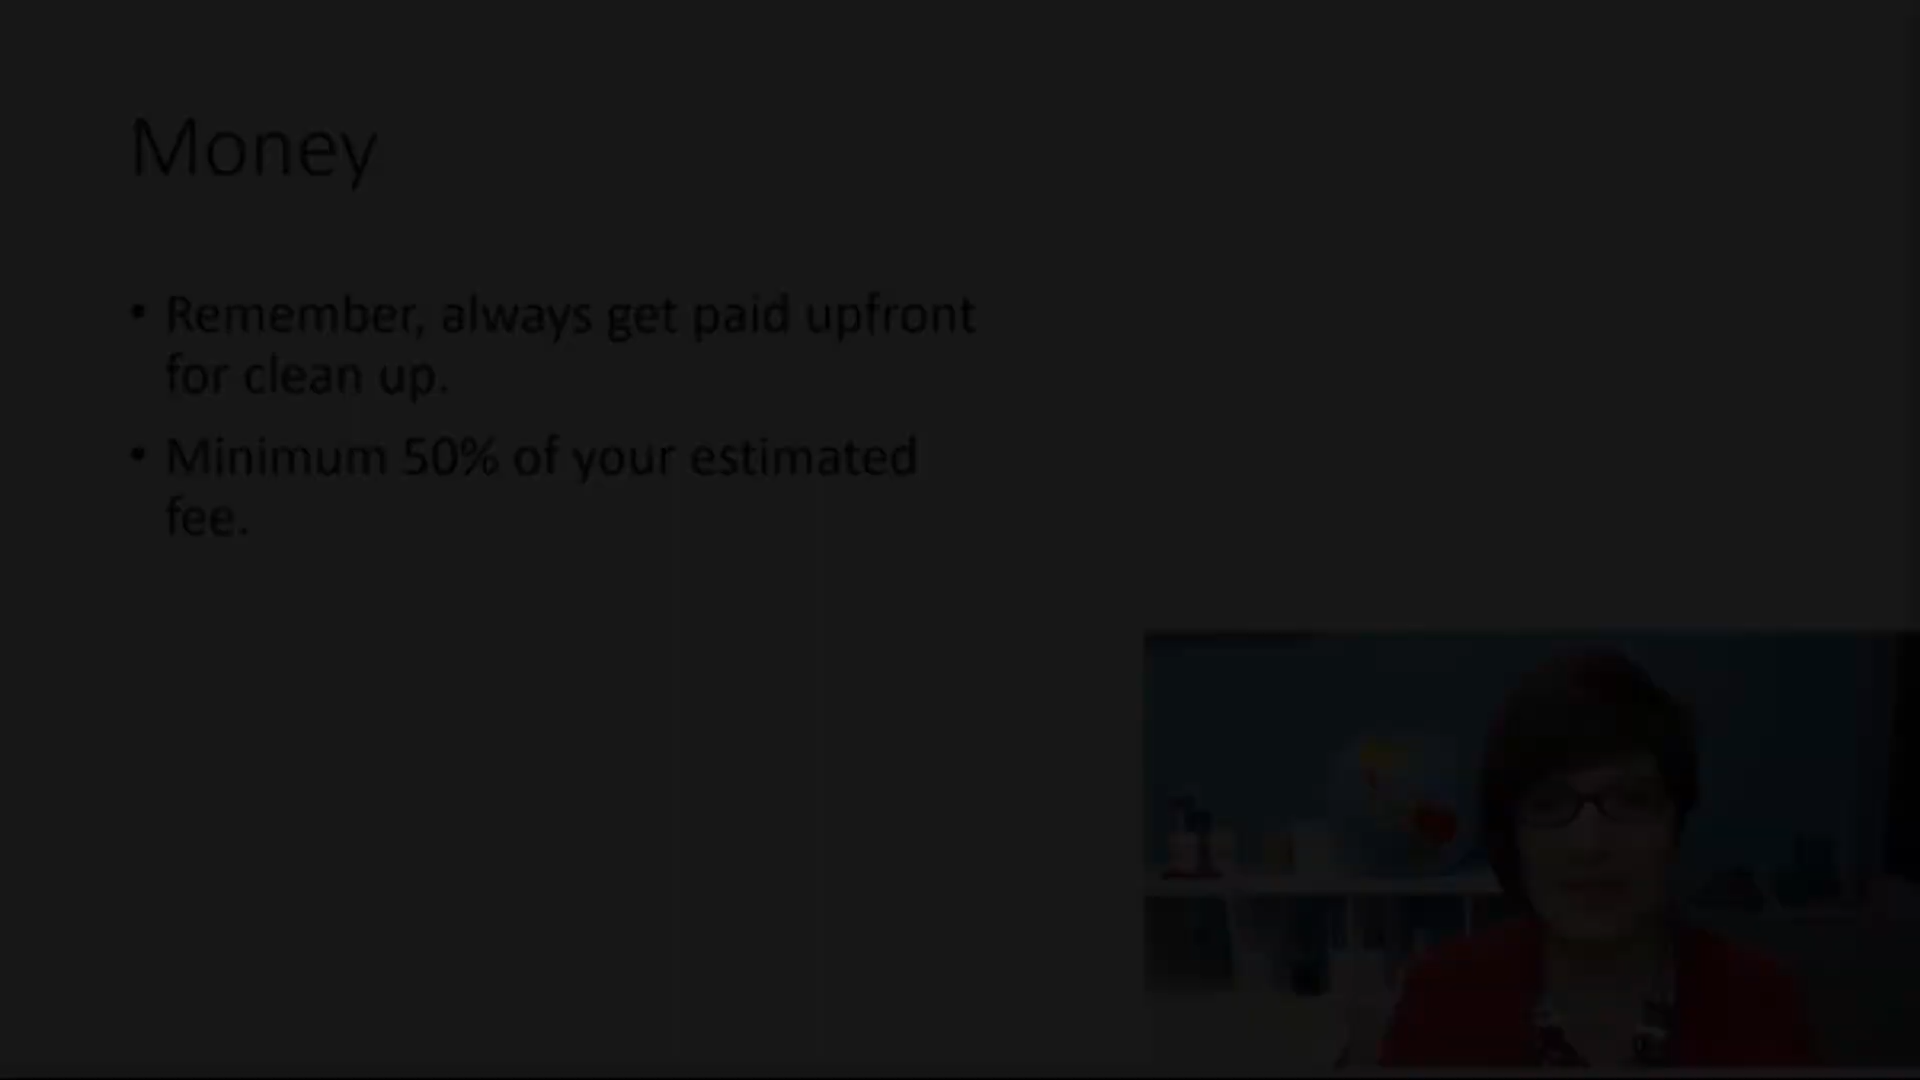 Money
• Remember, always get paid upfront
for clean up.
• Minimum 50% of your estimated
fee.